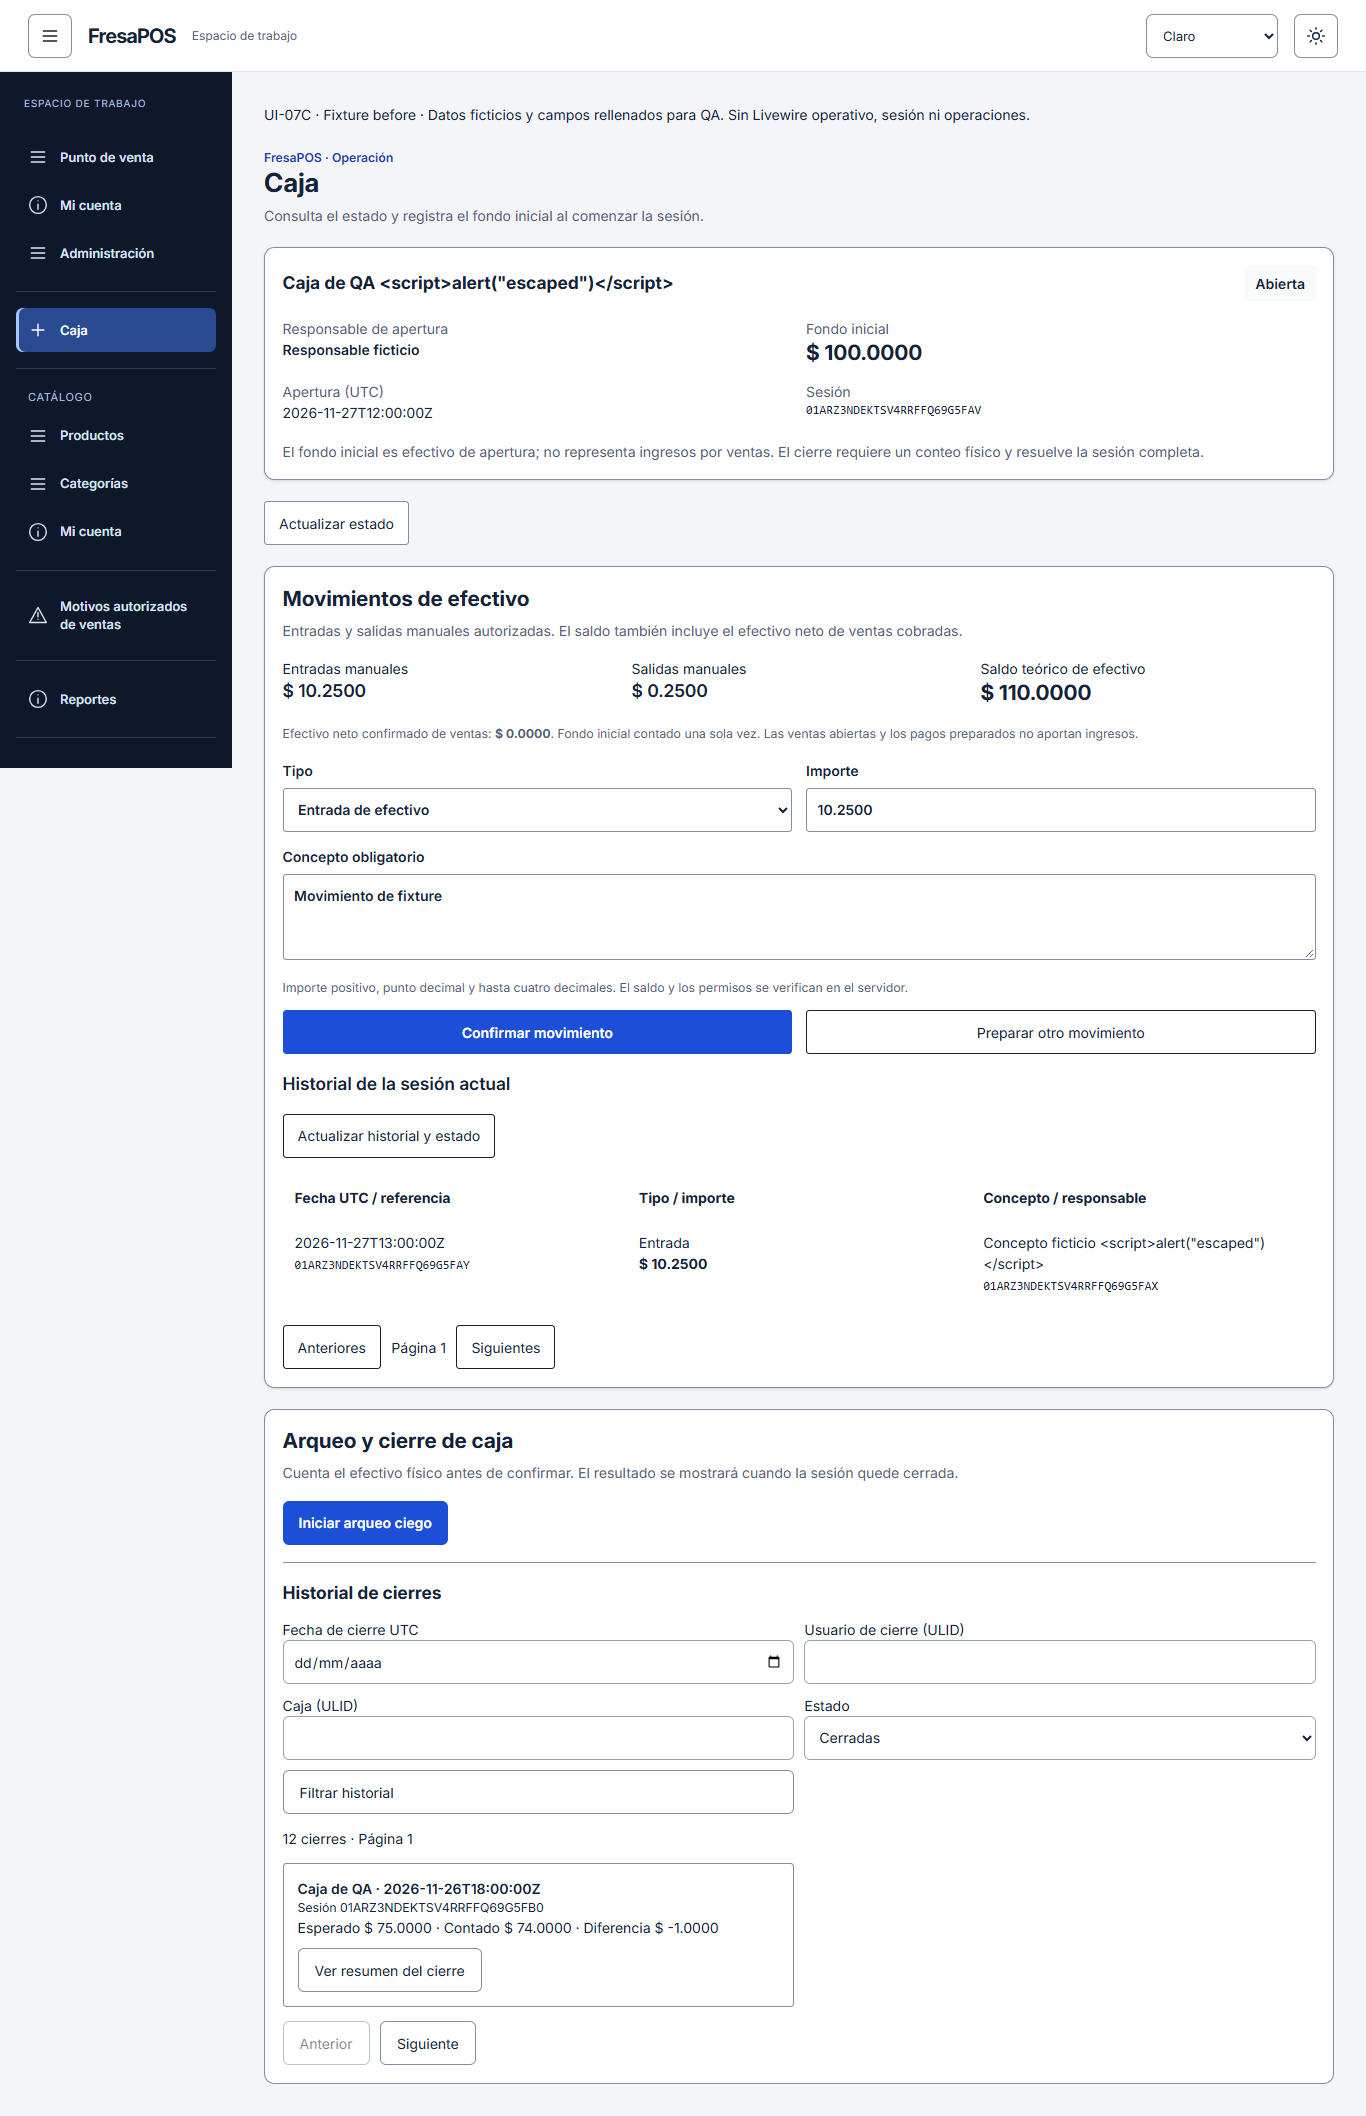 FresaPOS
Espacio de trabajo
Claro
ESPACIO DE TRABAJO
Punto de venta
Mi cuenta
Administración
Caja
CATÁLOGO
Productos
Categorías
Mi cuenta
Motivos autorizados
de ventas
Reportes
UI-07C · Fixture before · Datos ficticios y campos rellenados para QA. Sin Livewire operativo, sesión ni operaciones.
FresaPOS · Operación
Caja
Consulta el estado y registra el fondo inicial al comenzar la sesión.
Caja de QA <script>alert("escaped")</script>
Abierta
Responsable de apertura
Responsable ficticio
Fondo inicial
$ 100.0000
Apertura (UTC)
2026-11-27T12:00:00Z
Sesión
01ARZ3NDEKTSV4RRFFQ69G5FAV
El fondo inicial es efectivo de apertura; no representa ingresos por ventas. El cierre requiere un conteo físico y resuelve la sesión completa.
Actualizar estado
Movimientos de efectivo
Entradas y salidas manuales autorizadas. El saldo también incluye el efectivo neto de ventas cobradas.
Entradas manuales
$ 10.2500
Salidas manuales
$ 0.2500
Saldo teórico de efectivo
$ 110.0000
Efectivo neto confirmado de ventas: $ 0.0000. Fondo inicial contado una sola vez. Las ventas abiertas y los pagos preparados no aportan ingresos.
Tipo
Entrada de efectivo
Importe
10.2500
Concepto obligatorio
Movimiento de fixture
Importe positivo, punto decimal y hasta cuatro decimales. El saldo y los permisos se verifican en el servidor.
Confirmar movimiento
Preparar otro movimiento
Historial de la sesión actual
Actualizar historial y estado
Fecha UTC / referencia
Tipo / importe
Concepto / responsable
2026-11-27T13:00:00Z
01ARZ3NDEKTSV4RRFFQ69G5FAY
Entrada
$ 10.2500
Concepto ficticio <script>alert("escaped")
</script>
01ARZ3NDEKTSV4RRFFQ69G5FAX
Anteriores
Página 1
Siguientes
Arqueo y cierre de caja
Cuenta el efectivo físico antes de confirmar. El resultado se mostrará cuando la sesión quede cerrada.
Iniciar arqueo ciego
Historial de cierres
Fecha de cierre UTC
dd/mm/aaaa
Usuario de cierre (ULID)
Caja (ULID)
Estado
Cerradas
Filtrar historial
12 cierres · Página 1
Caja de QA · 2026-11-26T18:00:00Z
Sesión 01ARZ3NDEKTSV4RRFFQ69G5FB0
Esperado $ 75.0000 · Contado $ 74.0000 · Diferencia $ -1.0000
Ver resumen del cierre
Anterior
Siguiente